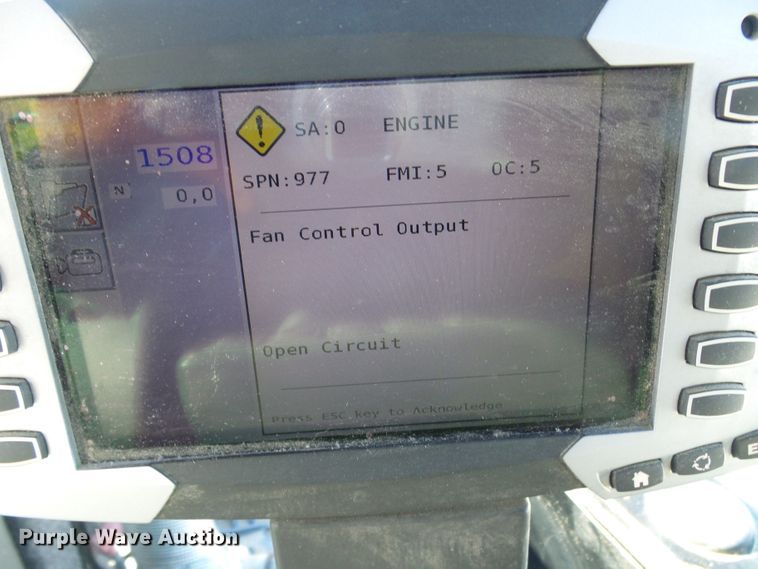 SA:0 ENGINE
1508
SPN:977 FMI:5 OC:5
N 0,0
Fan Control Output
Open Circuit
Press ESC key to Acknowledge
E
Purple Wave Auction